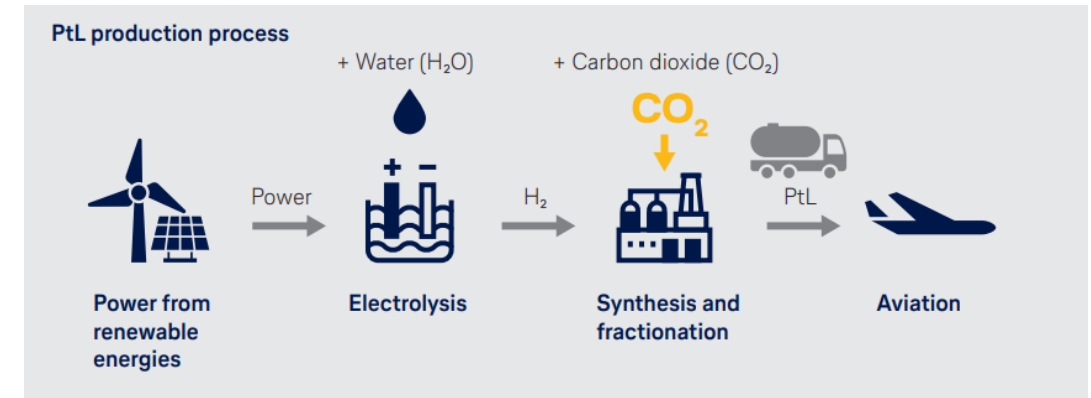 PtL production process
+ Water (H₂O)
+ Carbon dioxide (CO₂)
CO₂
+ −
Power
H₂
PtL
Power from
renewable
energies
Electrolysis
Synthesis and
fractionation
Aviation